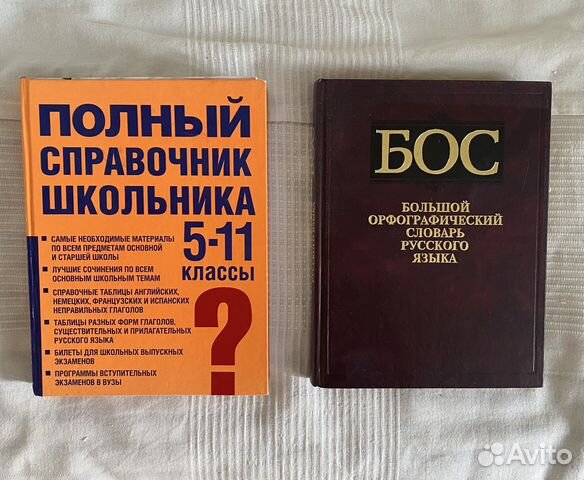 ПОЛНЫЙ
СПРАВОЧНИК
ШКОЛЬНИКА
5-11
КЛАССЫ
САМЫЕ НЕОБХОДИМЫЕ МАТЕРИАЛЫ
ПО ВСЕМ ПРЕДМЕТАМ ОСНОВНОЙ
И СТАРШЕЙ ШКОЛЫ
ЛУЧШИЕ СОЧИНЕНИЯ ПО ВСЕМ
ОСНОВНЫМ ШКОЛЬНЫМ ТЕМАМ
СПРАВОЧНЫЕ ТАБЛИЦЫ АНГЛИЙСКИХ,
НЕМЕЦКИХ, ФРАНЦУЗСКИХ И ИСПАНСКИХ
НЕПРАВИЛЬНЫХ ГЛАГОЛОВ
ТАБЛИЦЫ РАЗНЫХ ФОРМ ГЛАГОЛОВ,
СУЩЕСТВИТЕЛЬНЫХ И ПРИЛАГАТЕЛЬНЫХ
РУССКОГО ЯЗЫКА
БИЛЕТЫ ДЛЯ ШКОЛЬНЫХ ВЫПУСКНЫХ
ЭКЗАМЕНОВ
ПРОГРАММЫ ВСТУПИТЕЛЬНЫХ
ЭКЗАМЕНОВ В ВУЗЫ
?
БОС
БОЛЬШОЙ
ОРФОГРАФИЧЕСКИЙ
СЛОВАРЬ
РУССКОГО
ЯЗЫКА
Avito